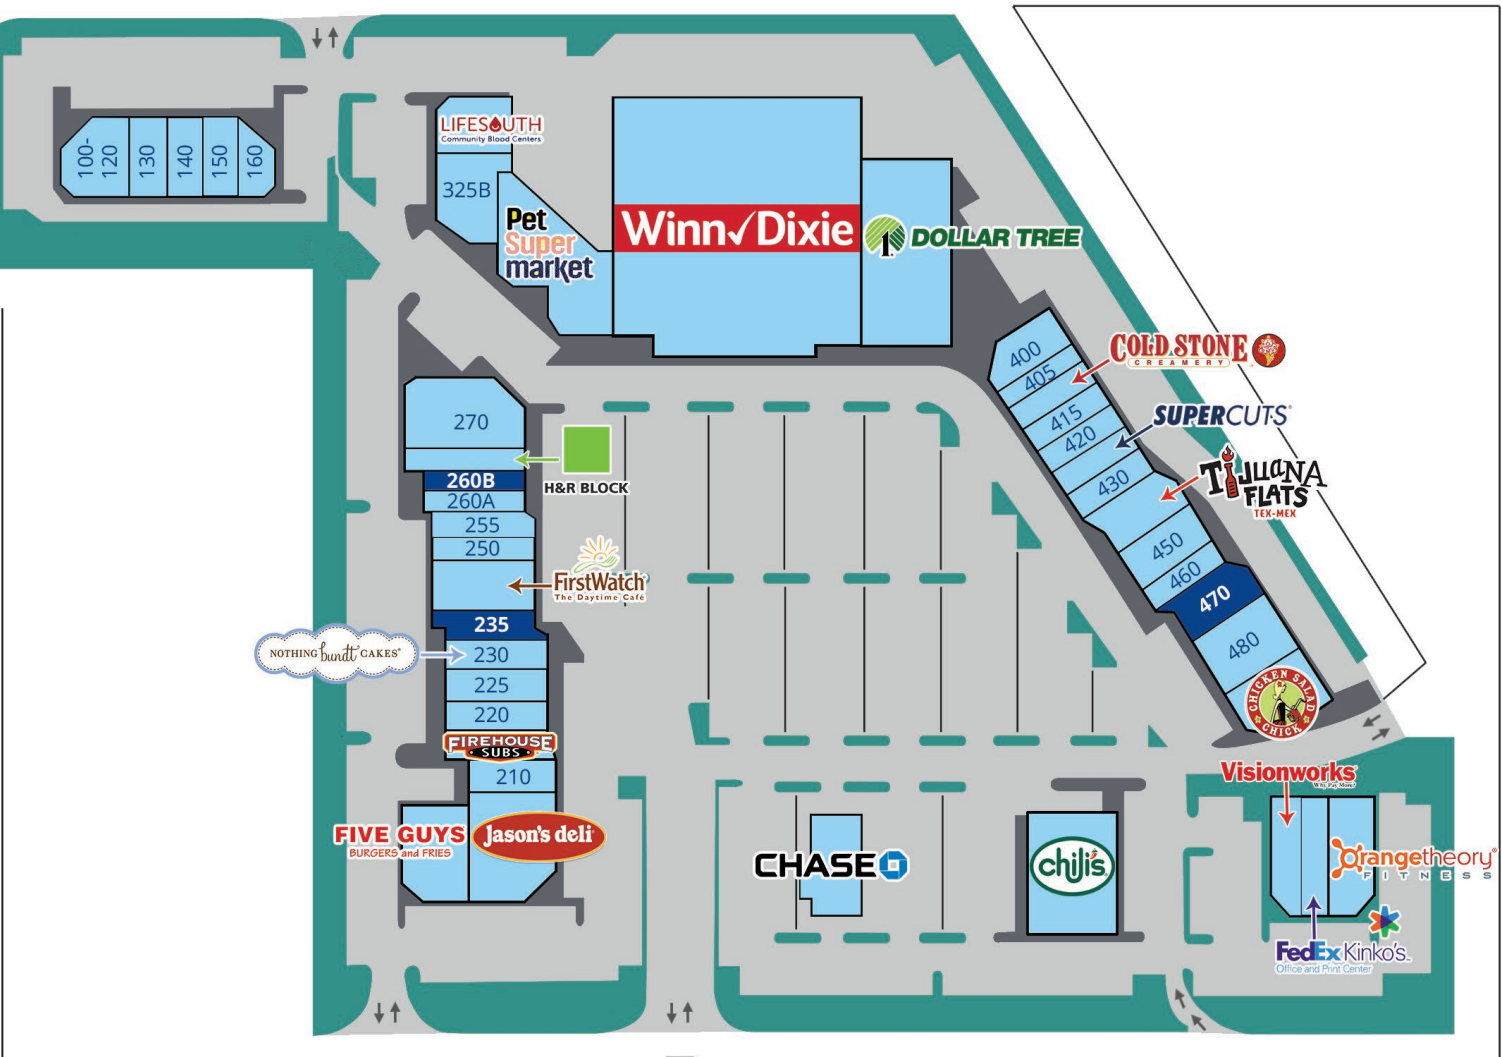 100-
120
130
140
150
160
LIFESOUTH
Community Blood Centers
325B
Pet
Super
market
Winn Dixie
1
DOLLAR TREE
400
405
415
420
430
450
460
470
480
COLD STONE
CREAMERY
SUPERCUTS
TIJUANA
FLATS
TEX-MEX
CHICKEN SALAD
CHICK
270
H&R BLOCK
260B
260A
255
250
FirstWatch
The Daytime Café
235
NOTHING bundt CAKES®
230
225
220
FIREHOUSE
SUBS
210
FIVE GUYS
BURGERS and FRIES
Jason's deli
CHASE
chili's
Visionworks
Why Pay More?
Orangetheory®
FITNESS
FedEx Kinko's.
Office and Print Center